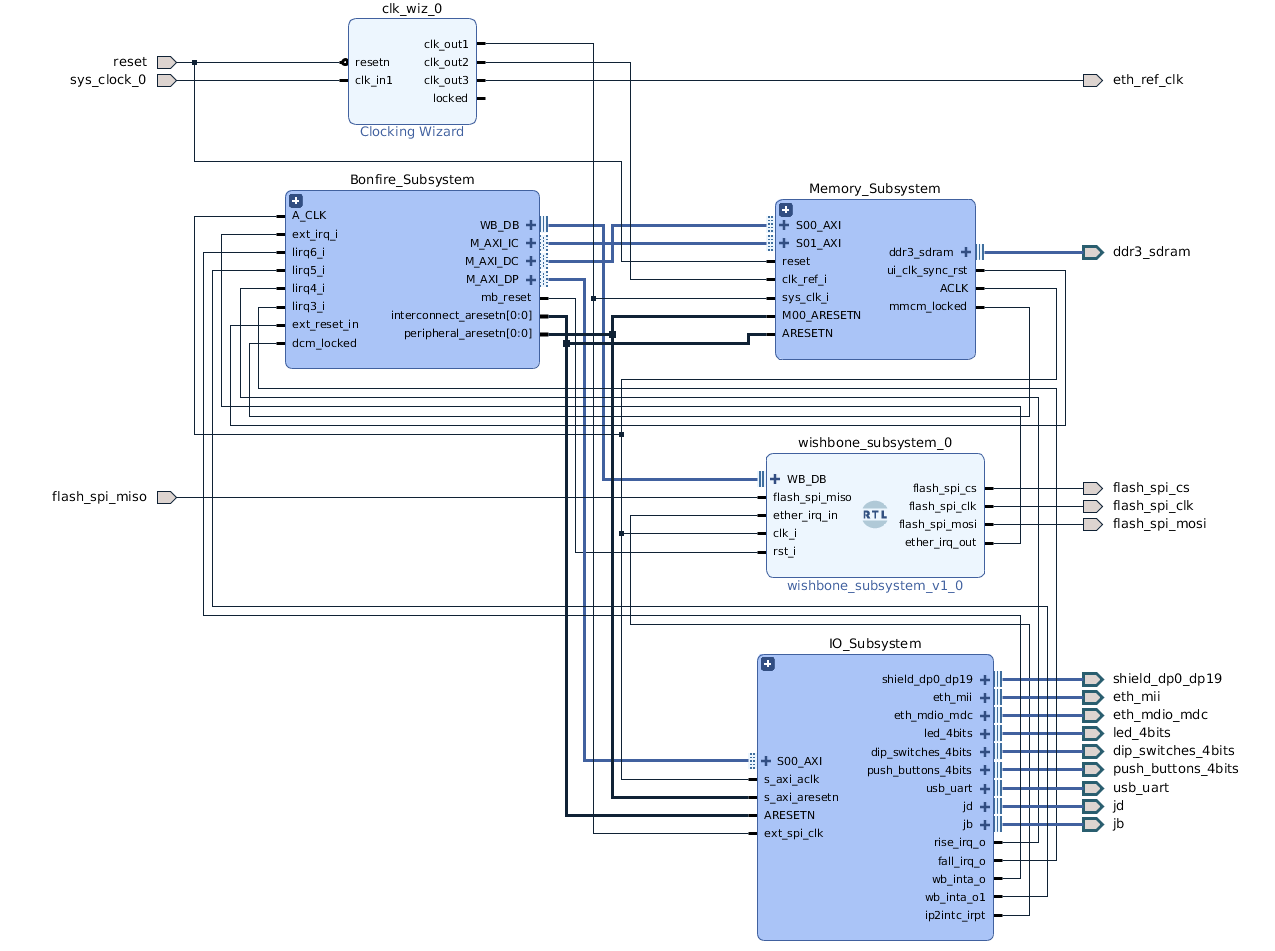 clk_wiz_0
reset
sys_clock_0
resetn
clk_in1
clk_out1
clk_out2
clk_out3
locked
Clocking Wizard
eth_ref_clk
Bonfire_Subsystem
A_CLK
ext_irq_i
lirq6_i
lirq5_i
lirq4_i
lirq3_i
ext_reset_in
dcm_locked
WB_DB
M_AXI_IC
M_AXI_DC
M_AXI_DP
mb_reset
interconnect_aresetn[0:0]
peripheral_aresetn[0:0]
Memory_Subsystem
S00_AXI
S01_AXI
reset
clk_ref_i
sys_clk_i
M00_ARESETN
ARESETN
ddr3_sdram
ui_clk_sync_rst
ACLK
mmcm_locked
ddr3_sdram
wishbone_subsystem_0
flash_spi_miso
WB_DB
flash_spi_miso
ether_irq_in
clk_i
rst_i
RTL
flash_spi_cs
flash_spi_clk
flash_spi_mosi
ether_irq_out
wishbone_subsystem_v1_0
flash_spi_cs
flash_spi_clk
flash_spi_mosi
IO_Subsystem
S00_AXI
s_axi_aclk
s_axi_aresetn
ARESETN
ext_spi_clk
shield_dp0_dp19
eth_mii
eth_mdio_mdc
led_4bits
dip_switches_4bits
push_buttons_4bits
usb_uart
jd
jb
rise_irq_o
fall_irq_o
wb_inta_o
wb_inta_o1
ip2intc_irpt
shield_dp0_dp19
eth_mii
eth_mdio_mdc
led_4bits
dip_switches_4bits
push_buttons_4bits
usb_uart
jd
jb